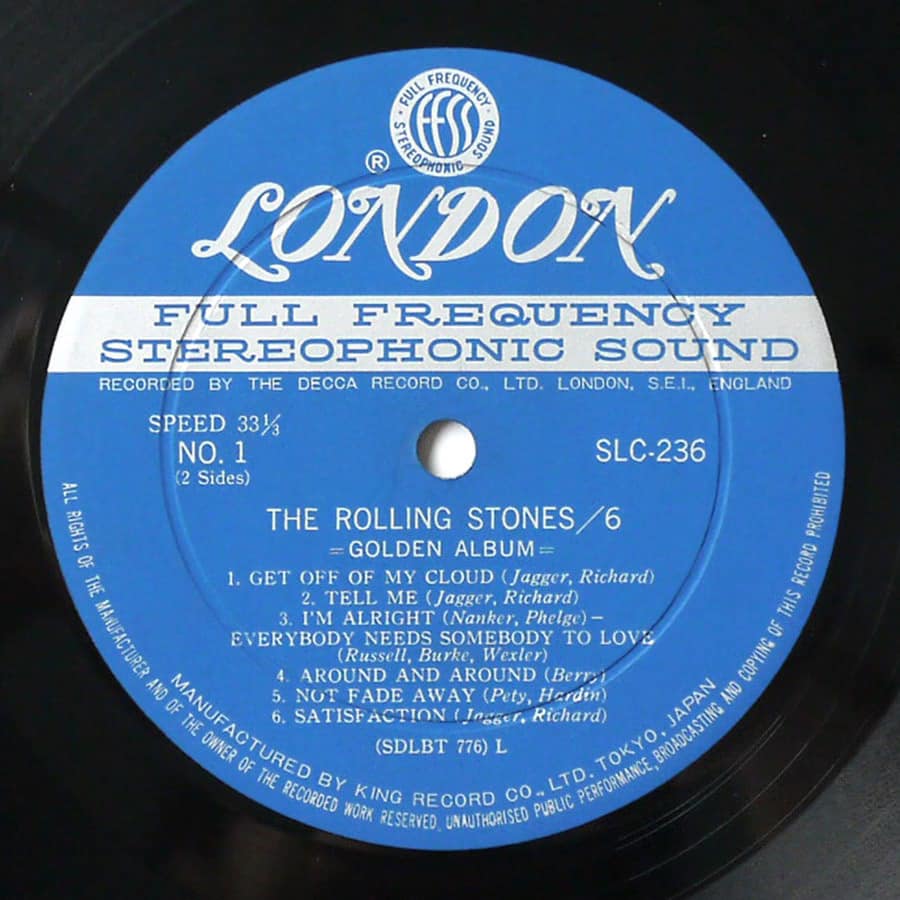 · FULL FREQUENCY ·
FFSS
STEREOPHONIC SOUND
®
LONDON
FULL FREQUENCY
STEREOPHONIC SOUND
RECORDED BY THE DECCA RECORD CO., LTD. LONDON, S.E.I., ENGLAND
SPEED 33⅓
NO. 1
(2 Sides)
SLC-236
THE ROLLING STONES/6
=GOLDEN ALBUM=
1. GET OFF OF MY CLOUD (Jagger, Richard)
2. TELL ME (Jagger, Richard)
3. I'M ALRIGHT (Nanker, Phelge) –
EVERYBODY NEEDS SOMEBODY TO LOVE
(Russell, Burke, Wexler)
4. AROUND AND AROUND (Berry)
5. NOT FADE AWAY (Pety, Hardin)
6. SATISFACTION (Jagger, Richard)
(SDLBT 776) L
MANUFACTURED BY KING RECORD CO., LTD. TOKYO, JAPAN
ALL RIGHTS OF THE MANUFACTURER AND OF THE OWNER OF THE RECORDED WORK RESERVED. UNAUTHORISED PUBLIC PERFORMANCE, BROADCASTING AND COPYING OF THIS RECORD PROHIBITED